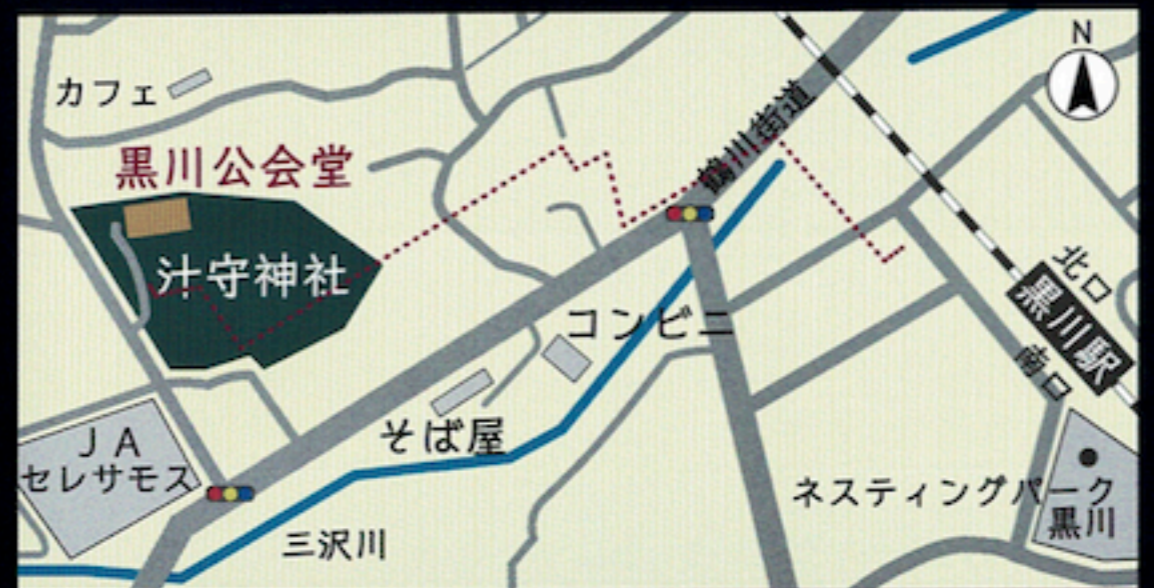 N
カフェ
黒川公会堂
鶴川街道
汁守神社
北口
黒川駅
南口
コンビニ
そば屋
JA
セレサモス
ネスティングパーク
黒川
三沢川